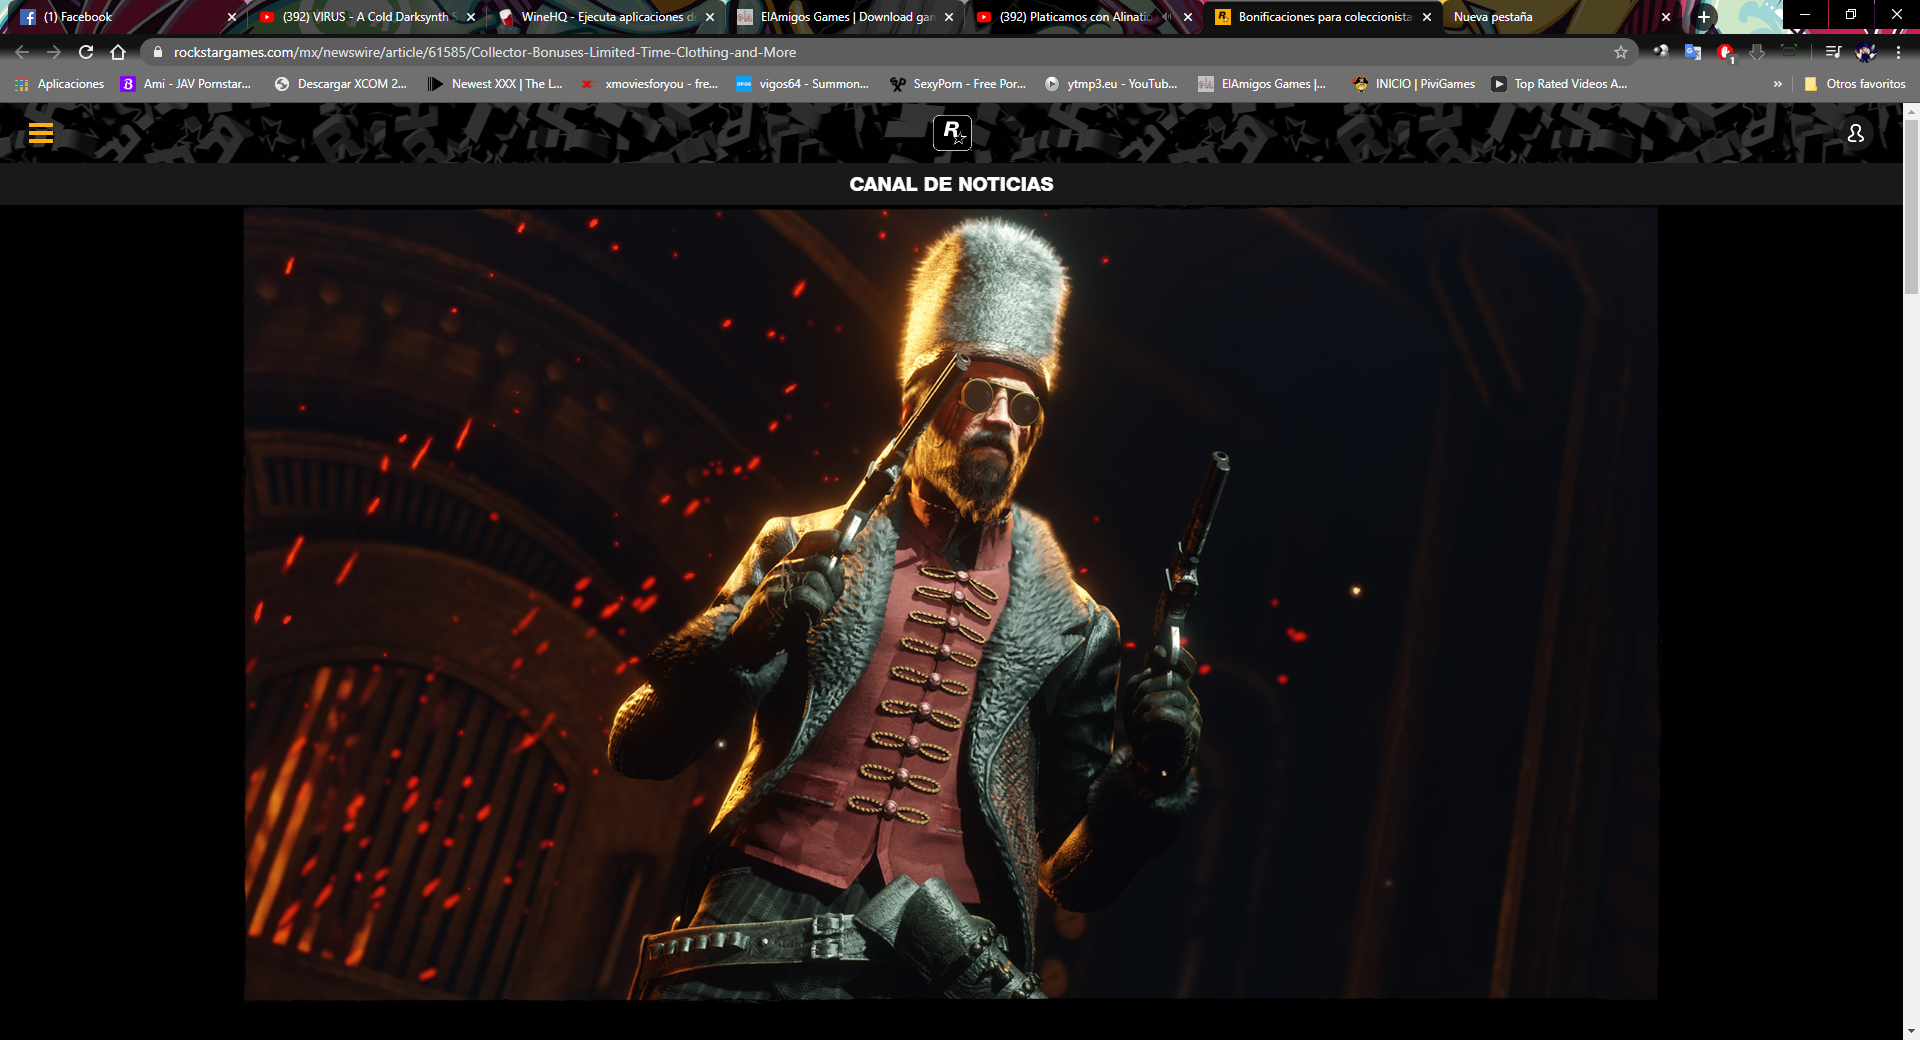 (1) Facebook
(392) VIRUS - A Cold Darksynth S
WineHQ - Ejecuta aplicaciones de
ElAmigos Games | Download gam
(392) Platicamos con Alinatic
Bonificaciones para coleccionista
Nueva pestaña
rockstargames.com/mx/newswire/article/61585/Collector-Bonuses-Limited-Time-Clothing-and-More
1
Aplicaciones
Ami - JAV Pornstar...
Descargar XCOM 2...
Newest XXX | The L...
xmoviesforyou - fre...
vigos64 - Summon...
SexyPorn - Free Por...
ytmp3.eu - YouTub...
ElAmigos Games |...
INICIO | PiviGames
Top Rated Videos A...
»
Otros favoritos
R
CANAL DE NOTICIAS